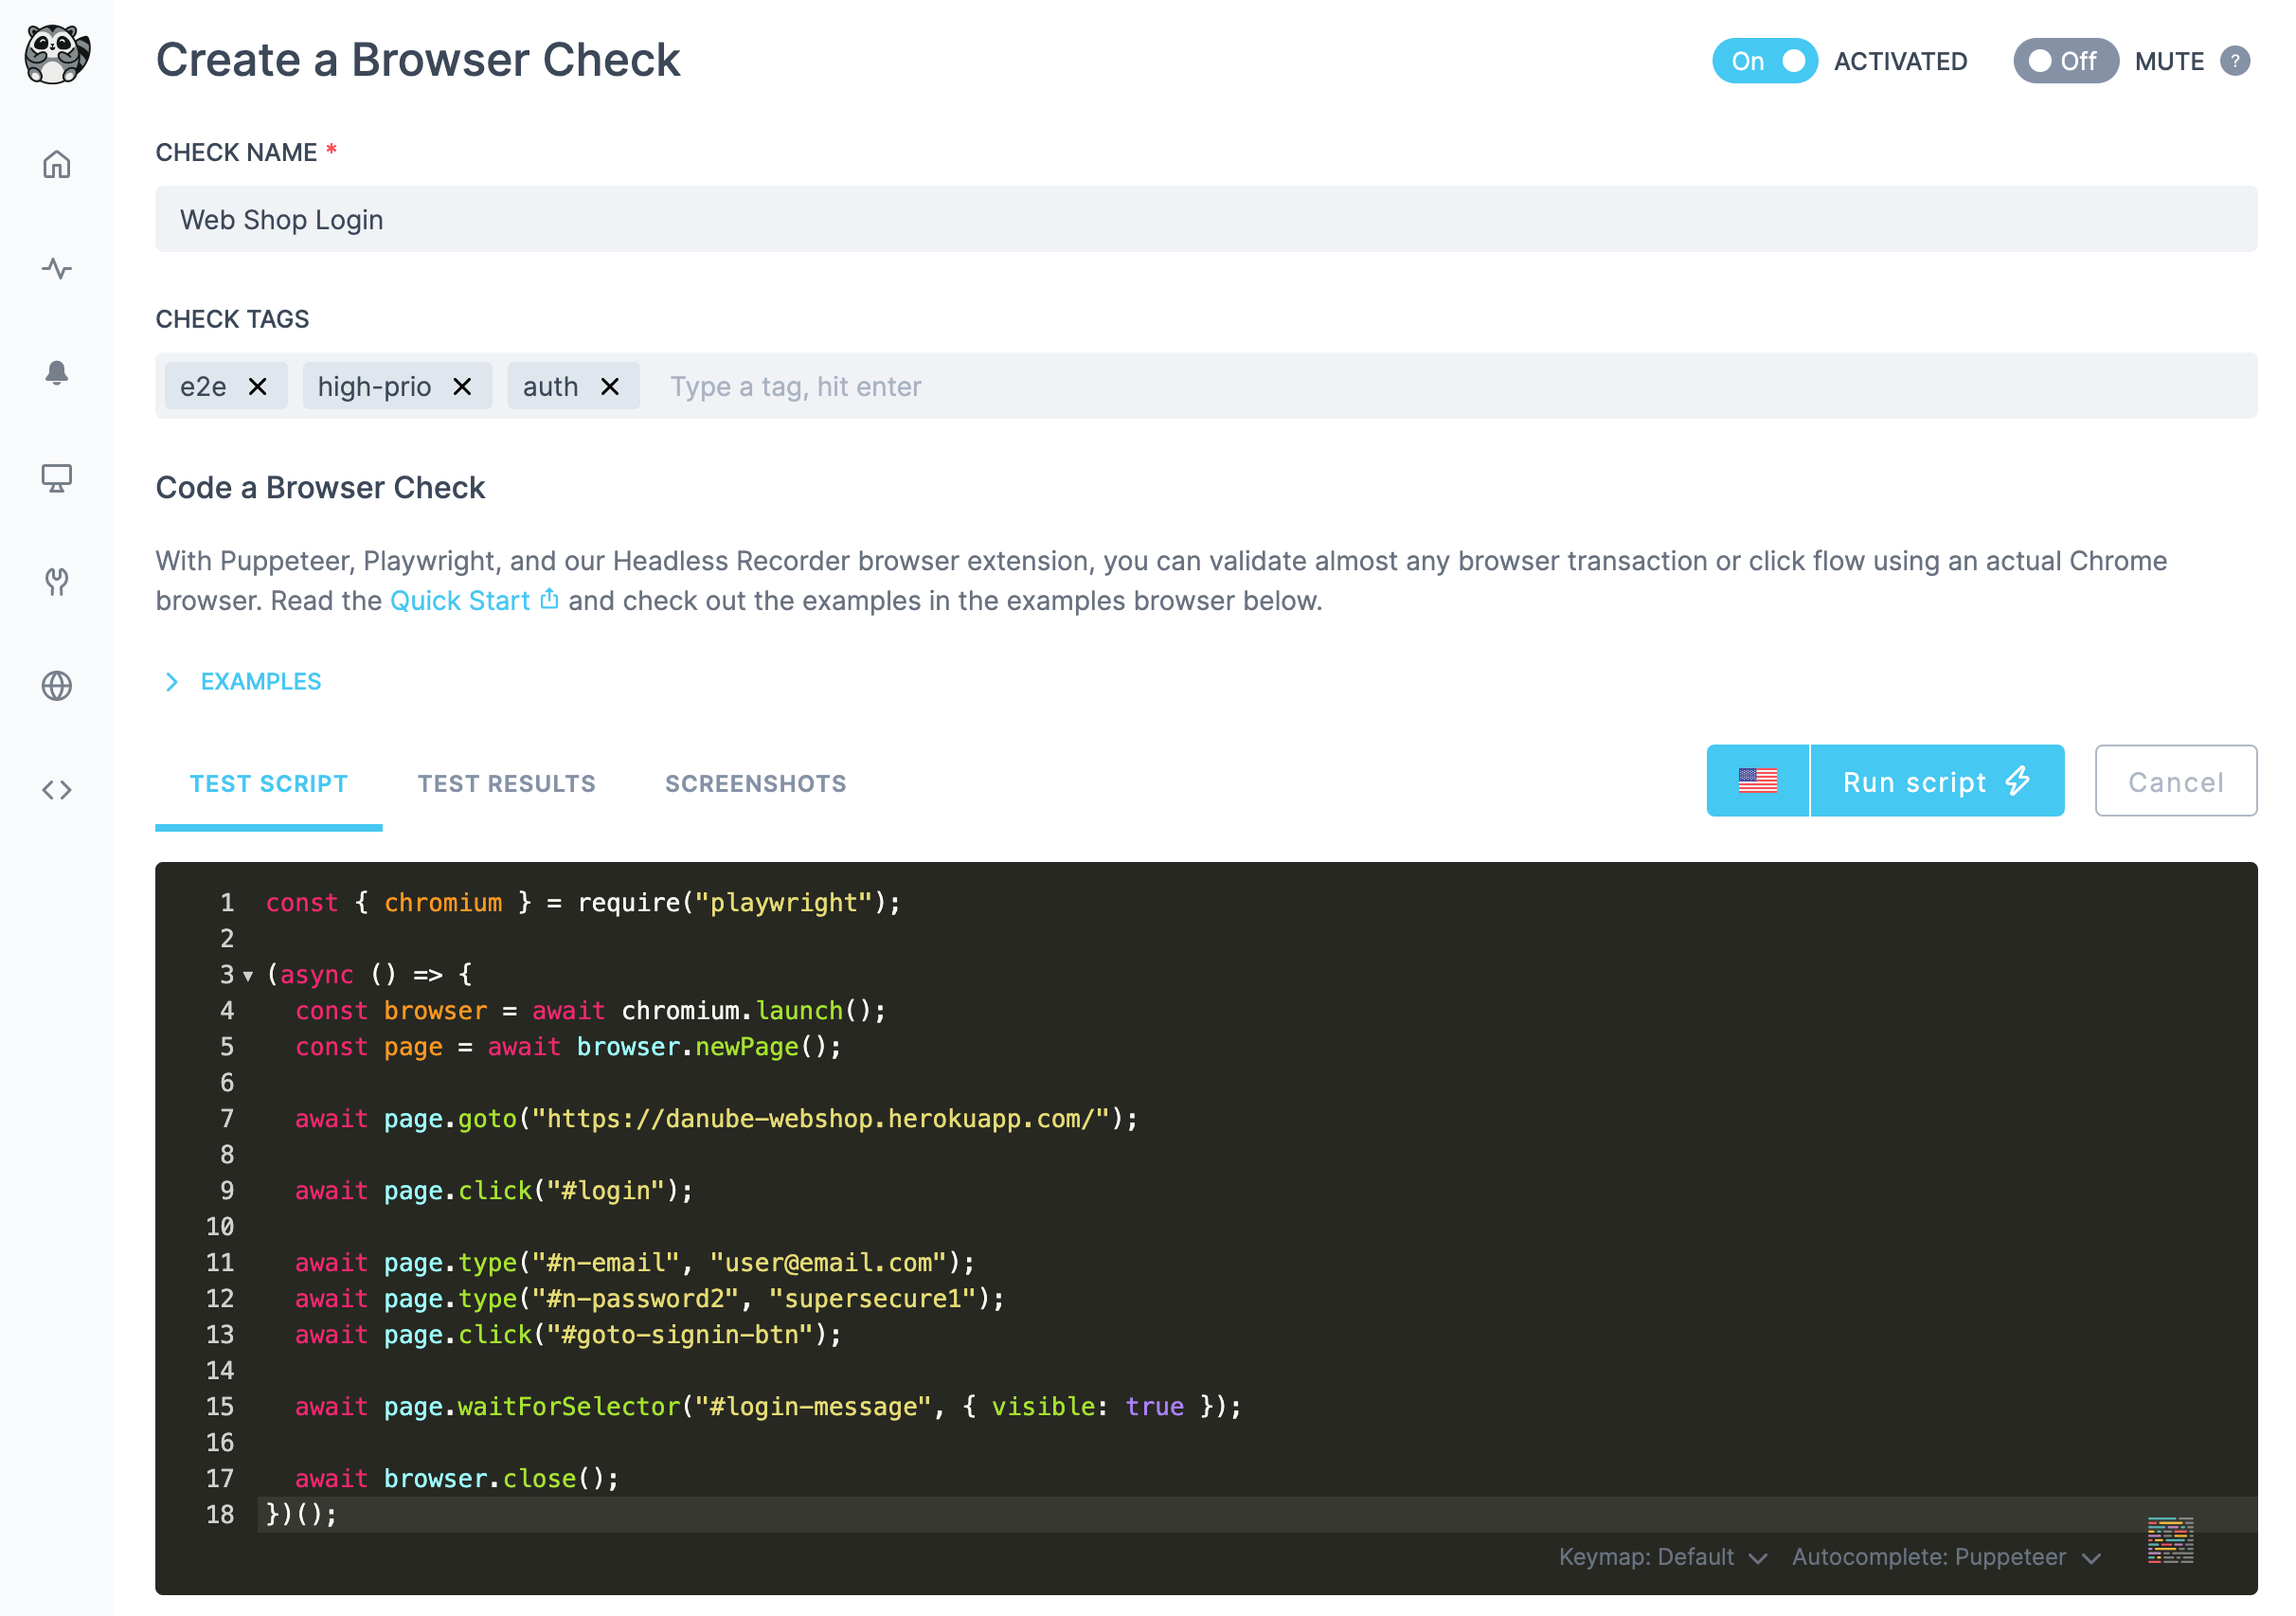 Create a Browser Check
On ACTIVATED Off MUTE ?
CHECK NAME *
Web Shop Login
CHECK TAGS
e2e high-prio auth Type a tag, hit enter
Code a Browser Check
With Puppeteer, Playwright, and our Headless Recorder browser extension, you can validate almost any browser transaction or click flow using an actual Chrome
browser. Read the Quick Start and check out the examples in the examples browser below.
EXAMPLES
TEST SCRIPT TEST RESULTS SCREENSHOTS Run script Cancel
1 const { chromium } = require("playwright");
2
3 (async () => {
4 const browser = await chromium.launch();
5 const page = await browser.newPage();
6
7 await page.goto("https://danube-webshop.herokuapp.com/");
8
9 await page.click("#login");
10
11 await page.type("#n-email", "user@email.com");
12 await page.type("#n-password2", "supersecure1");
13 await page.click("#goto-signin-btn");
14
15 await page.waitForSelector("#login-message", { visible: true });
16
17 await browser.close();
18 })();
Keymap: Default Autocomplete: Puppeteer